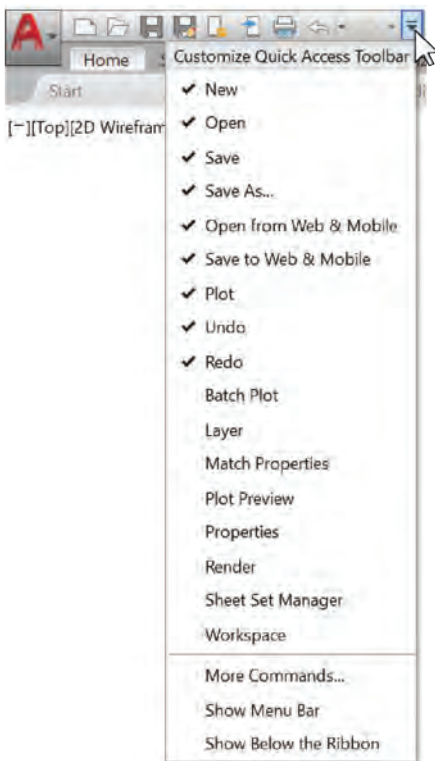 A
Home
Customize Quick Access Toolbar
Start
[−][Top][2D Wirefram
New
Open
Save
Save As...
Open from Web & Mobile
Save to Web & Mobile
Plot
Undo
Redo
Batch Plot
Layer
Match Properties
Plot Preview
Properties
Render
Sheet Set Manager
Workspace
More Commands...
Show Menu Bar
Show Below the Ribbon